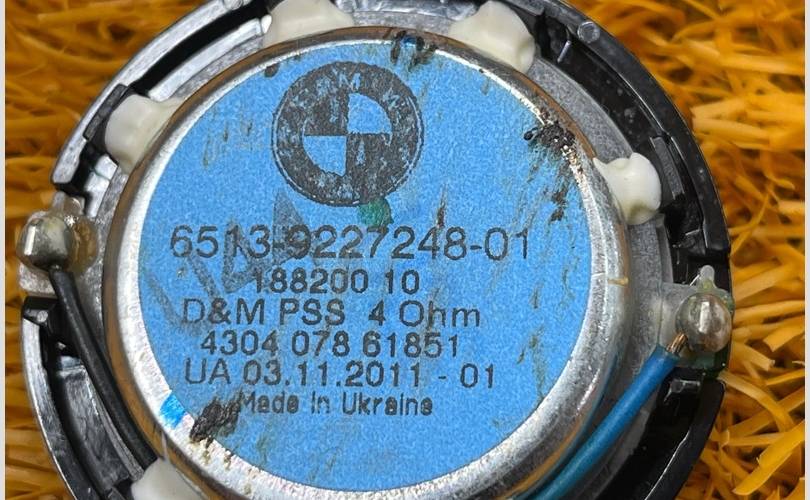 6513-9227248-01
188200 10
D&M PSS 4 Ohm
4304 078 61851
UA 03.11.2011 - 01
Made in Ukraine